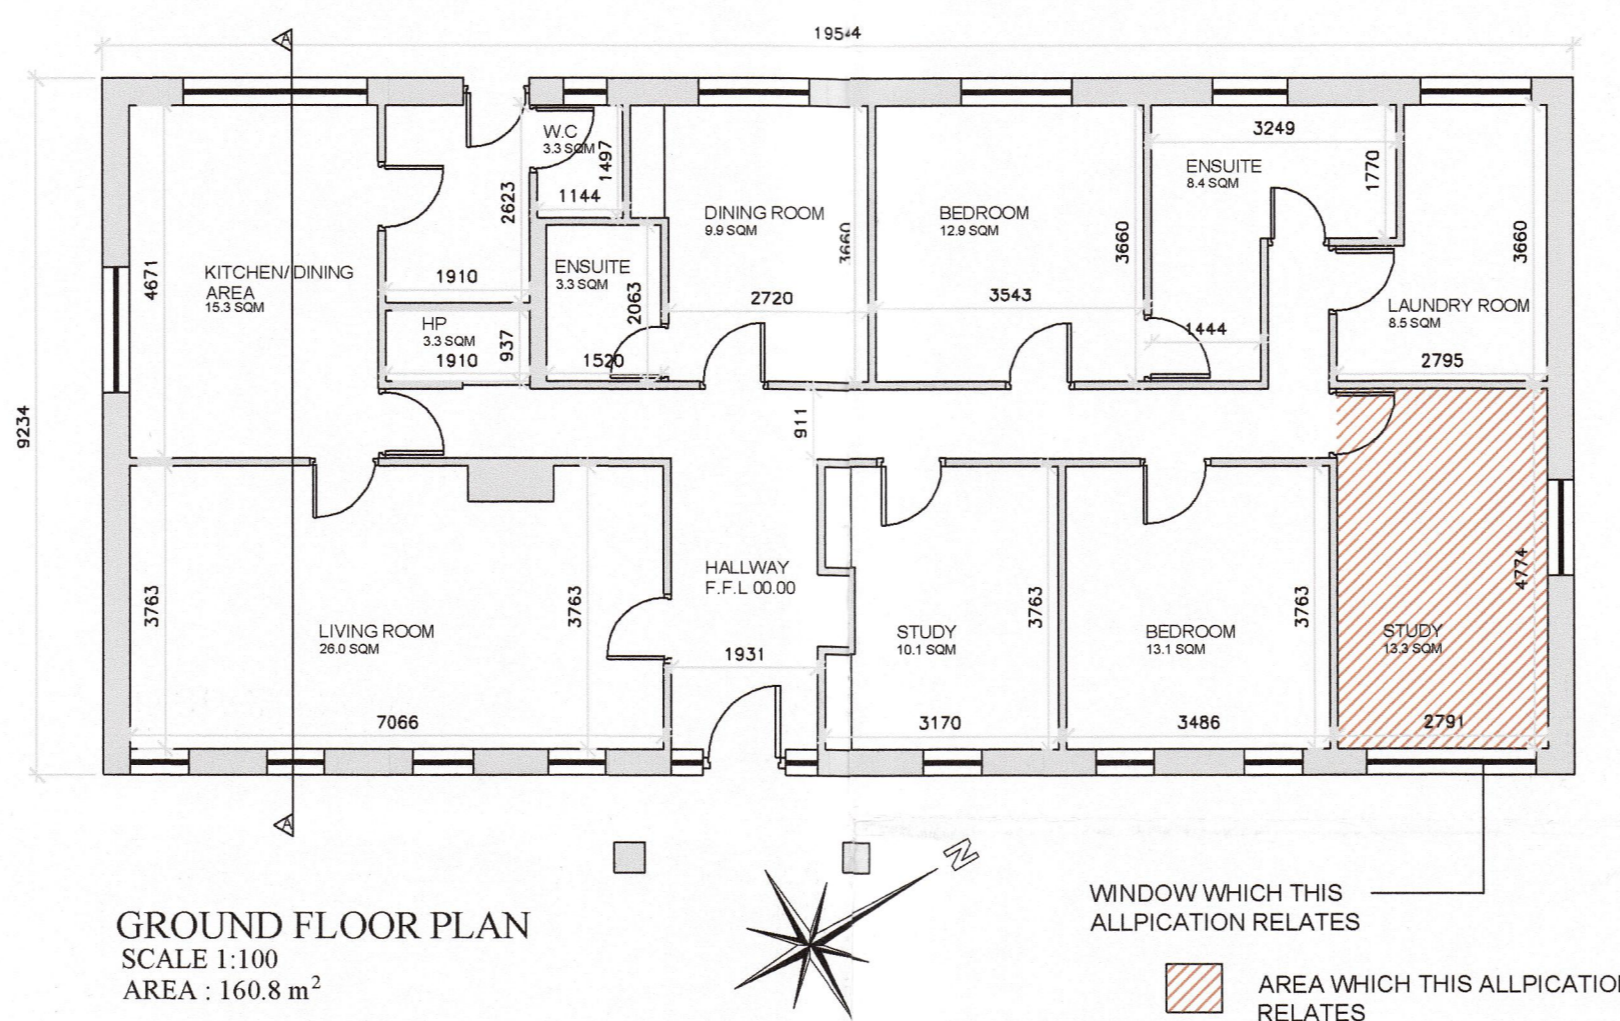 19544
A
W.C
3.3 SQM
1497
1144
2623
1910
KITCHEN/DINING
AREA
15.3 SQM
4671
ENSUITE
3.3 SQM
2063
1520
HP
3.3 SQM
1910
937
DINING ROOM
9.9 SQM
3660
2720
BEDROOM
12.9 SQM
3660
3543
3249
ENSUITE
8.4 SQM
1770
1444
3660
LAUNDRY ROOM
8.5 SQM
2795
9234
911
3763
LIVING ROOM
26.0 SQM
3763
7066
HALLWAY
F.F.L 00.00
1931
STUDY
10.1 SQM
3763
3170
BEDROOM
13.1 SQM
3763
3486
4774
STUDY
13.3 SQM
2791
A
N
WINDOW WHICH THIS
ALLPICATION RELATES
GROUND FLOOR PLAN
SCALE 1:100
AREA : 160.8 m²
AREA WHICH THIS ALLPICATION
RELATES